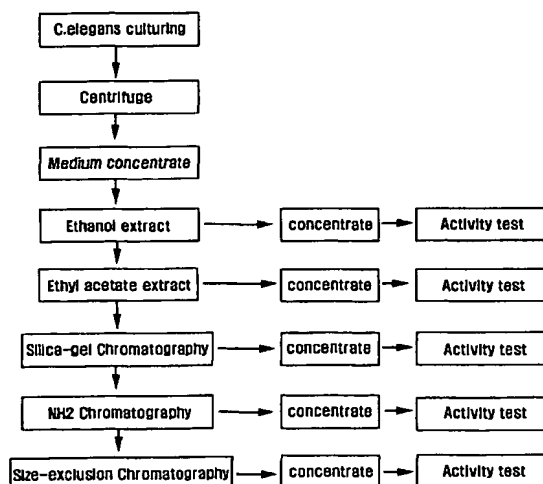 C.elegans culturing
Centrifuge
Medium concentrate
Ethanol extract concentrate Activity test
Ethyl acetate extract concentrate Activity test
Silica-gel Chromatography concentrate Activity test
NH2 Chromatography concentrate Activity test
Size-exclusion Chromatography concentrate Activity test